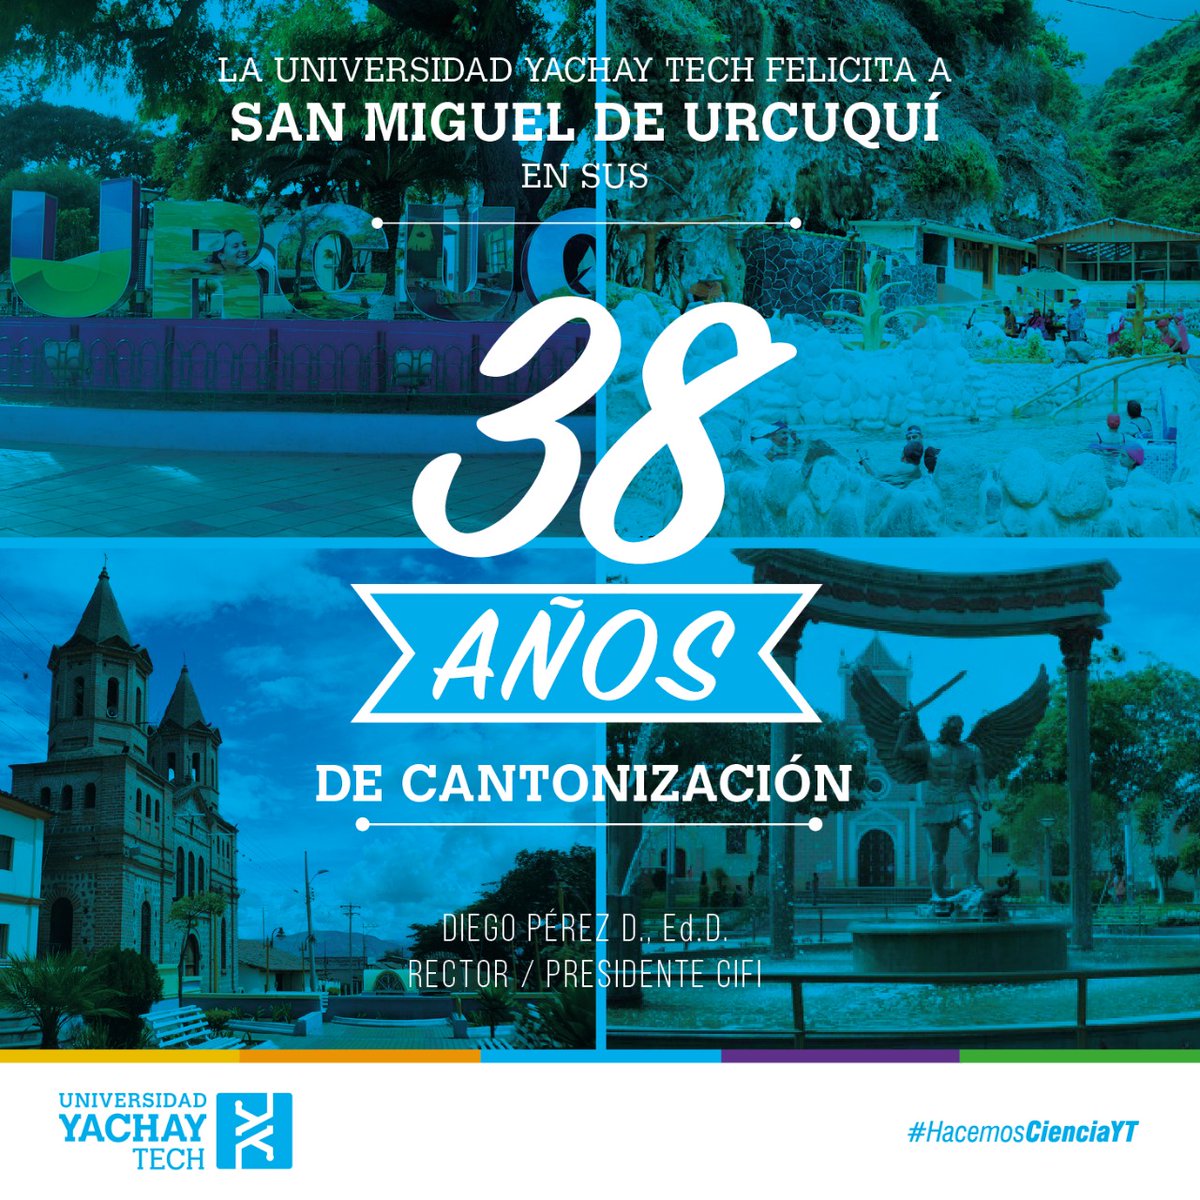 LA UNIVERSIDAD YACHAY TECH FELICITA A
SAN MIGUEL DE URCUQUÍ
EN SUS
URCUQ
38
AÑOS
DE CANTONIZACIÓN
DIEGO PÉREZ D., Ed.D.
RECTOR / PRESIDENTE CIFI
UNIVERSIDAD
YACHAY
TECH
#HacemosCienciaYT